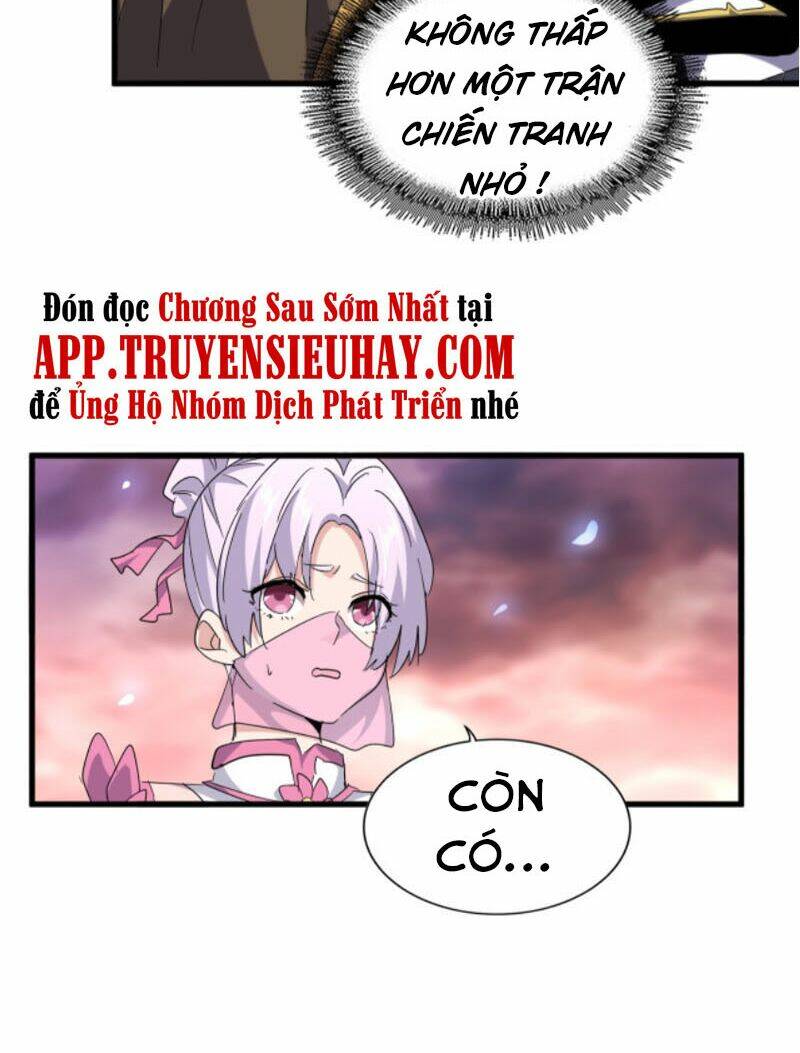 KHÔNG THẤP
HƠN MỘT TRẬN
CHIẾN TRANH
NHỎ !
Đón đọc Chương Sau Sớm Nhất tại
APP.TRUYENSIEUHAY.COM
để Ủng Hộ Nhóm Dịch Phát Triển nhé
CÒN
CÓ...